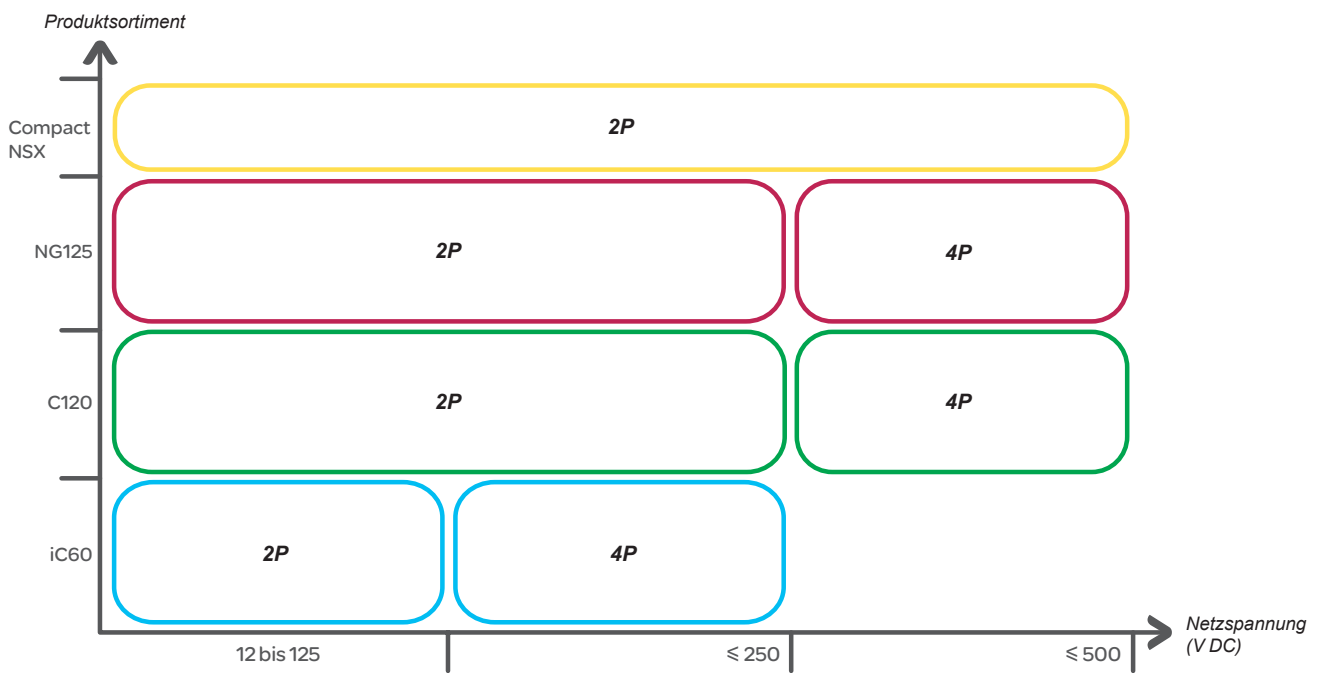 Produktsortiment
Compact
NSX
2P
NG125
2P
4P
C120
2P
4P
iC60
2P
4P
12 bis 125
⩽ 250
⩽ 500
Netzspannung
(V DC)